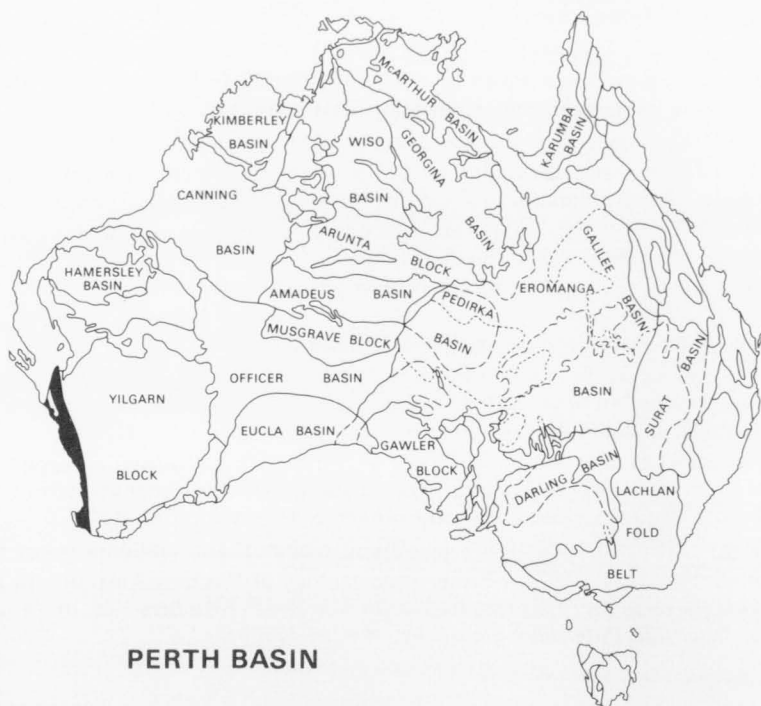 McARTHUR BASIN
KIMBERLEY
BASIN
WISO
BASIN
GEORGINA
BASIN
KARUMBA
BASIN
CANNING
BASIN
ARUNTA
BLOCK
GALILEE
BASIN
HAMERSLEY
BASIN
AMADEUS BASIN
PEDIRKA
BASIN
EROMANGA
BASIN
MUSGRAVE BLOCK
YILGARN
BLOCK
OFFICER BASIN
EUCLA BASIN
GAWLER
BLOCK
SURAT
BASIN
DARLING
BASIN
LACHLAN
FOLD
BELT
PERTH BASIN